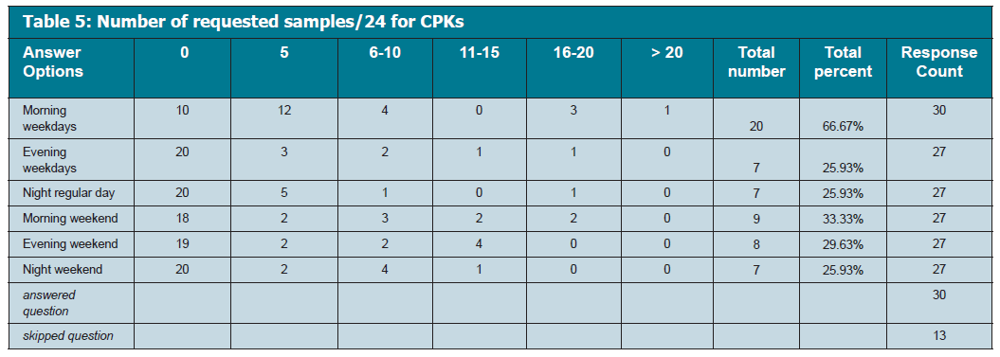 Table 5: Number of requested samples/24 for CPKs
Answer Options 0 5 6-10 11-15 16-20 > 20 Total number Total percent Response Count
Morning weekdays 10 12 4 0 3 1 20 66.67% 30
Evening weekdays 20 3 2 1 1 0 7 25.93% 27
Night regular day 20 5 1 0 1 0 7 25.93% 27
Morning weekend 18 2 3 2 2 0 9 33.33% 27
Evening weekend 19 2 2 4 0 0 8 29.63% 27
Night weekend 20 2 4 1 0 0 7 25.93% 27
answered question 30
skipped question 13